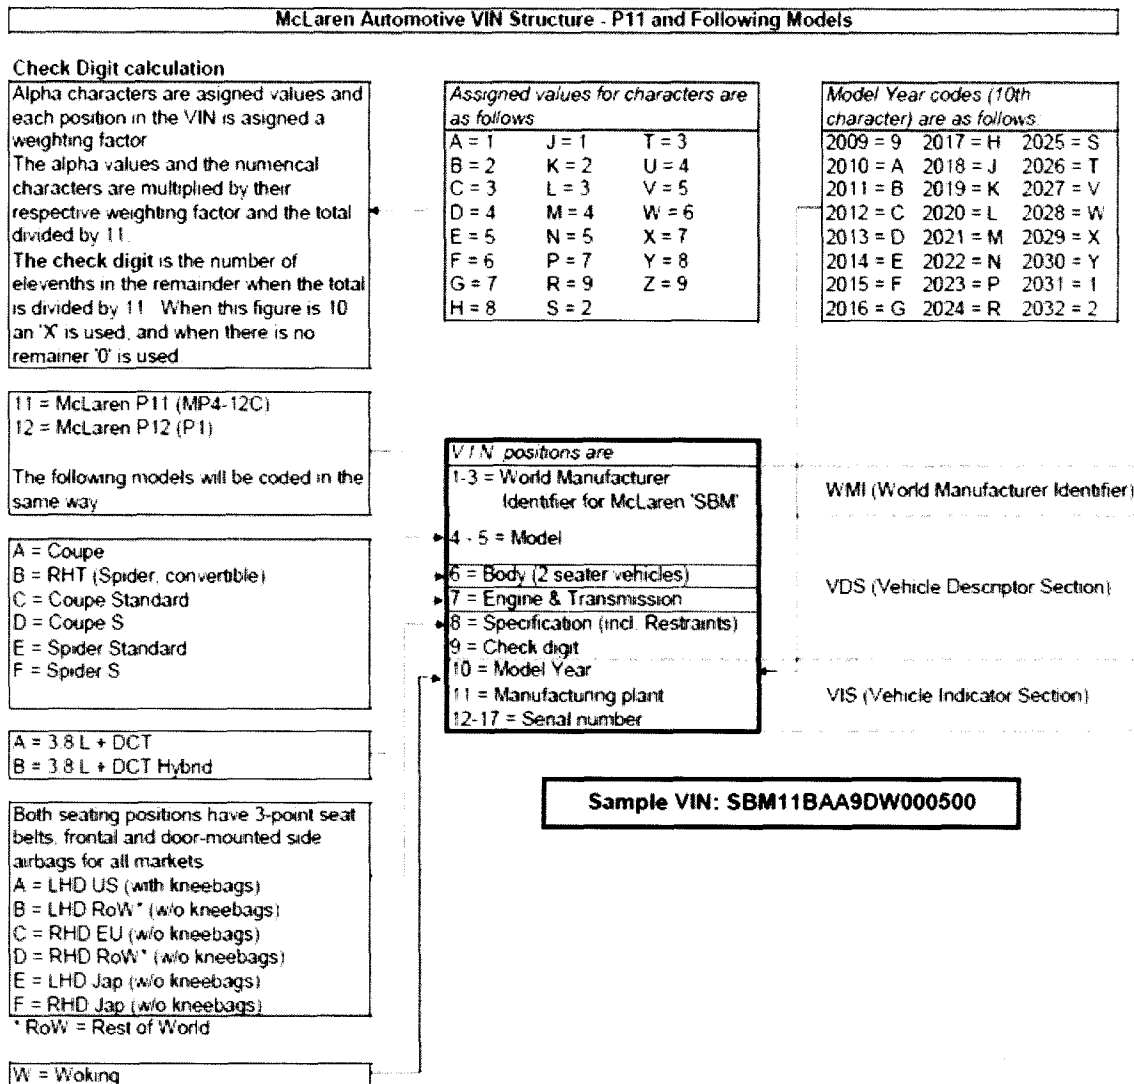 McLaren Automotive VIN Structure - P11 and Following Models
Check Digit calculation
Alpha characters are asigned values and
each position in the VIN is asigned a
weighting factor
The alpha values and the numerical
characters are multiplied by their
respective weighting factor and the total
divided by 11.
The check digit is the number of
elevenths in the remainder when the total
is divided by 11 When this figure is 10
an 'X' is used, and when there is no
remainer '0' is used
Assigned values for characters are
as follows
A = 1 J = 1 T = 3
B = 2 K = 2 U = 4
C = 3 L = 3 V = 5
D = 4 M = 4 W = 6
E = 5 N = 5 X = 7
F = 6 P = 7 Y = 8
G = 7 R = 9 Z = 9
H = 8 S = 2
Model Year codes (10th
character) are as follows:
2009 = 9 2017 = H 2025 = S
2010 = A 2018 = J 2026 = T
2011 = B 2019 = K 2027 = V
2012 = C 2020 = L 2028 = W
2013 = D 2021 = M 2029 = X
2014 = E 2022 = N 2030 = Y
2015 = F 2023 = P 2031 = 1
2016 = G 2024 = R 2032 = 2
11 = McLaren P11 (MP4-12C)
12 = McLaren P12 (P1)
The following models will be coded in the
same way
A = Coupe
B = RHT (Spider, convertible)
C = Coupe Standard
D = Coupe S
E = Spider Standard
F = Spider S
A = 3.8 L + DCT
B = 3.8 L + DCT Hybrid
Both seating positions have 3-point seat
belts, frontal and door-mounted side
airbags for all markets
A = LHD US (with kneebags)
B = LHD RoW* (w/o kneebags)
C = RHD EU (w/o kneebags)
D = RHD RoW* (w/o kneebags)
E = LHD Jap (w/o kneebags)
F = RHD Jap (w/o kneebags)
* RoW = Rest of World
W = Woking
V I N positions are
1-3 = World Manufacturer
Identifier for McLaren 'SBM'
4 - 5 = Model
6 = Body (2 seater vehicles)
7 = Engine & Transmission
8 = Specification (incl. Restraints)
9 = Check digit
10 = Model Year
11 = Manufacturing plant
12-17 = Serial number
WMI (World Manufacturer Identifier)
VDS (Vehicle Descriptor Section)
VIS (Vehicle Indicator Section)
Sample VIN: SBM11BAA9DW000500